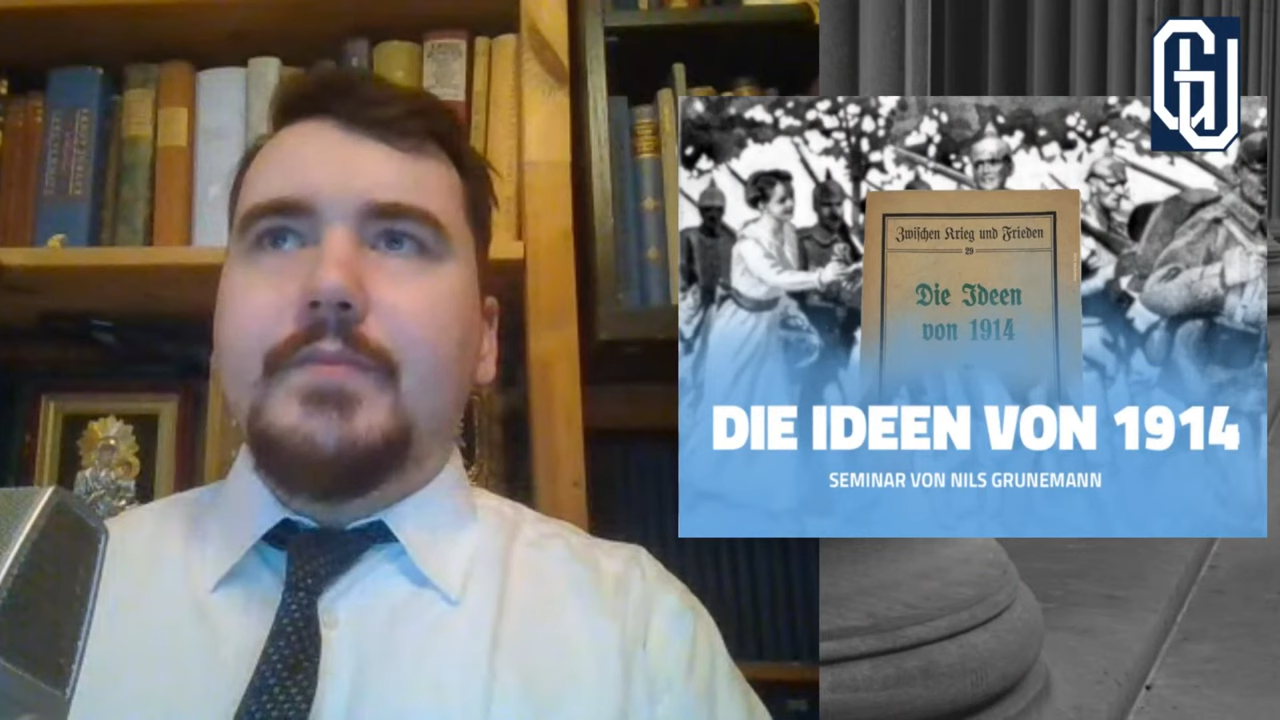 Zwischen Krieg und Frieden
29
Die Ideen
von 1914
DIE IDEEN VON 1914
SEMINAR VON NILS GRUNEMANN